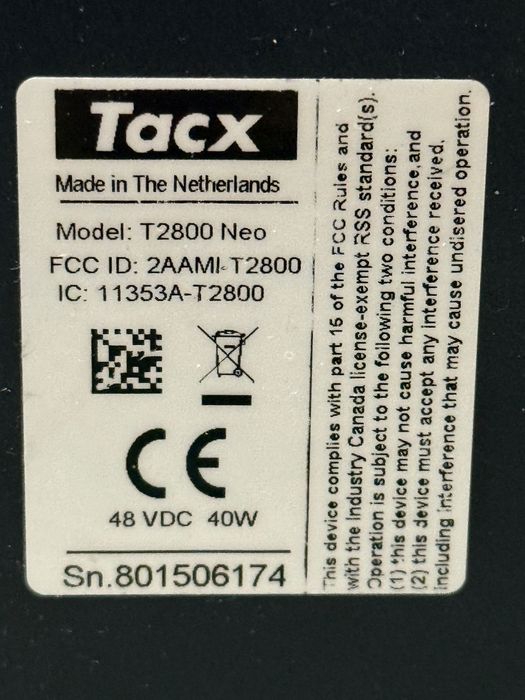 Tacx
Made in The Netherlands
Model: T2800 Neo
FCC ID: 2AAMI-T2800
IC: 11353A-T2800
CE
48 VDC 40W
Sn.801506174
This device complies with part 15 of the FCC Rules and
with the Industry Canada license-exempt RSS standard(s).
Operation is subject to the following two conditions:
(1) this device may not cause harmful interference,and
(2) this device must accept any interference received,
including interference that may cause undisered operation.